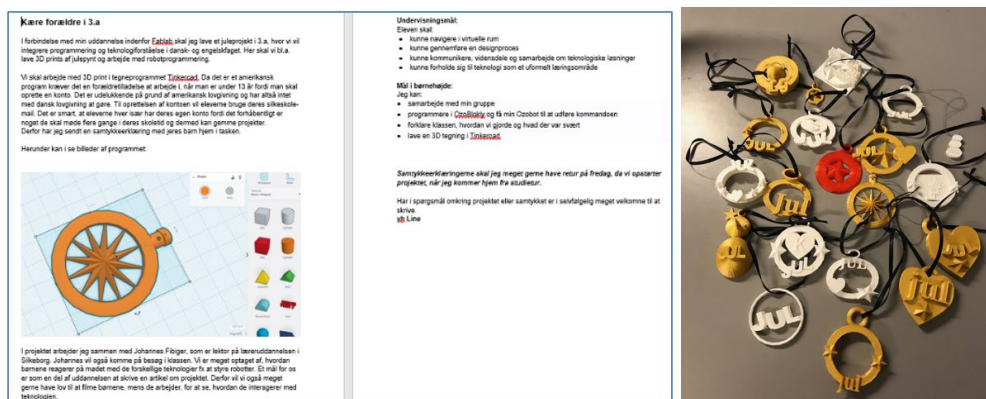 Kære forældre i 3.a
I forbindelse med min uddannelse indenfor Fablab skal jeg lave et juleprojekt i 3.a, hvor vi vil
integrere programmering og teknologiforståelse i dansk- og engelskfaget. Her skal vi bl.a.
lave 3D prints af julepynt og arbejde med robotprogrammering.
Vi skal arbejde med 3D print i tegneprogrammet Tinkercad. Da det er et amerikansk
program kræver det en forældretilladelse at arbejde i, når man er under 13 år fordi man skal
oprette en konto. Det er udelukkende på grund af amerikansk lovgivning og har altså intet
med dansk lovgivning at gøre. Til oprettelsen af kontoen vil eleverne bruge deres silkeskole-
mail. Det er smart, at eleverne hver især har deres egen konto fordi det forhåbentligt er
noget de skal møde flere gange i deres skoletid og dermed kan gemme projekter.
Derfor har jeg sendt en samtykkeerklæring med jeres barn hjem i tasken.
Herunder kan i se billeder af programmet:
I projektet arbejder jeg sammen med Johannes Fibiger, som er lektor på læreruddannelsen i
Silkeborg. Johannes vil også komme på besøg i klassen. Vi er meget optaget af, hvordan
børnene reagerer på mødet med de forskellige teknologier fx at styre robotter. Et mål for os
er som en del af uddannelsen at skrive en artikel om projektet. Derfor vil vi også meget
gerne have lov til at filme børnene, mens de arbejder, for at se, hvordan de interagerer med
teknologien.
Undervisningsmål:
Eleven skal:
• kunne navigere i virtuelle rum
• kunne gennemføre en designproces
• kunne kommunikere, videndele og samarbejde om teknologiske løsninger
• kunne forholde sig til teknologi som et uformelt læringsområde
Mål i børnehøjde:
Jeg kan:
• samarbejde med min gruppe
• programmere i OzoBlokly og få min Ozobot til at udføre kommandoen
• forklare klassen, hvordan vi gjorde og hvad der var svært
• lave en 3D tegning i Tinkercad
Samtykkeerklæringerne skal jeg meget gerne have retur på fredag, da vi opstarter
projektet, når jeg kommer hjem fra studietur.
Har i spørgsmål omkring projektet eller samtykket er i selvfølgelig meget velkomne til at
skrive.
vh Line
JUL
JUL
jul
JUL
K
JUL
JUL
jul
JUL
jul